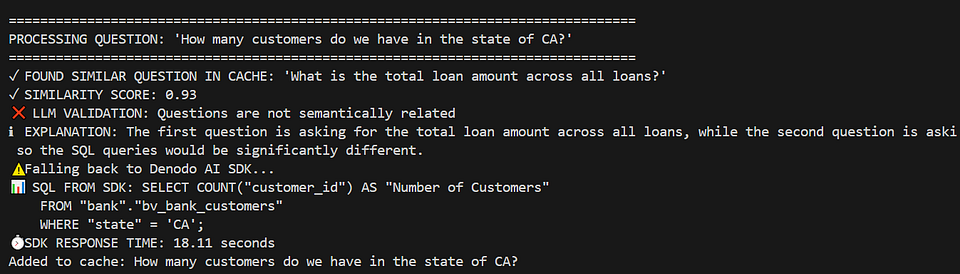 ================================================================================
PROCESSING QUESTION: 'How many customers do we have in the state of CA?'
================================================================================
✓ FOUND SIMILAR QUESTION IN CACHE: 'What is the total loan amount across all loans?'
✓ SIMILARITY SCORE: 0.93
❌ LLM VALIDATION: Questions are not semantically related
ℹ EXPLANATION: The first question is asking for the total loan amount across all loans, while the second question is aski
so the SQL queries would be significantly different.
⚠️Falling back to Denodo AI SDK...
📊 SQL FROM SDK: SELECT COUNT("customer_id") AS "Number of Customers"
FROM "bank"."bv_bank_customers"
WHERE "state" = 'CA';
⏱️SDK RESPONSE TIME: 18.11 seconds
Added to cache: How many customers do we have in the state of CA?